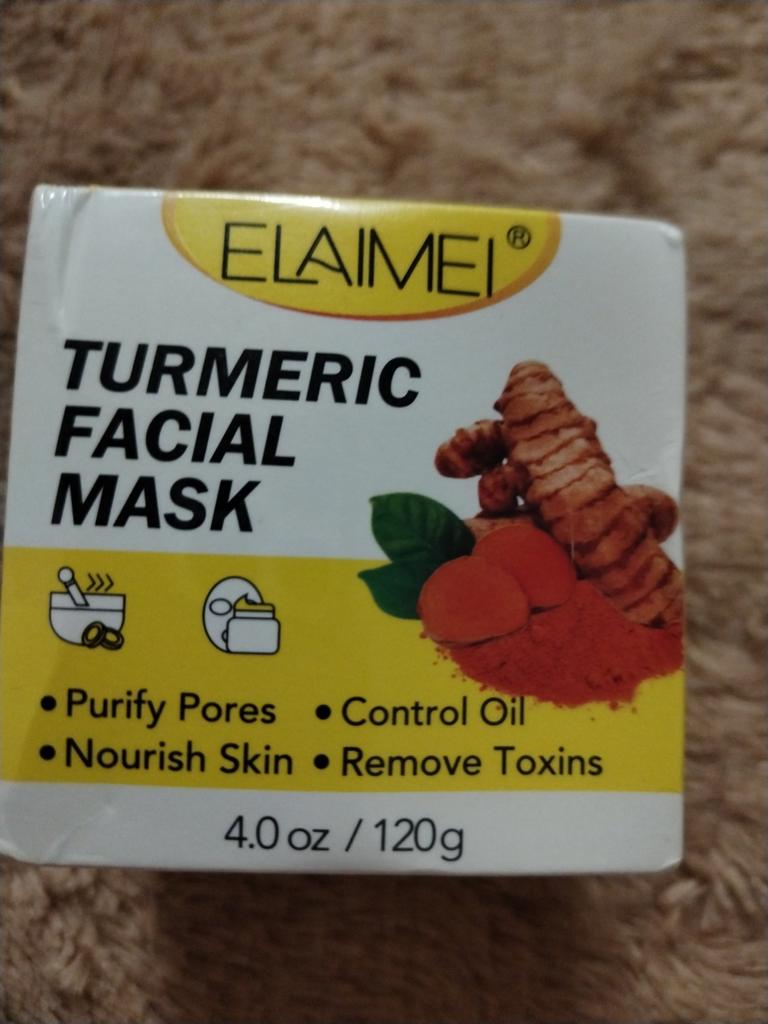 ELAIMEI®
TURMERIC
FACIAL
MASK
• Purify Pores • Control Oil
• Nourish Skin • Remove Toxins
4.0 oz / 120g